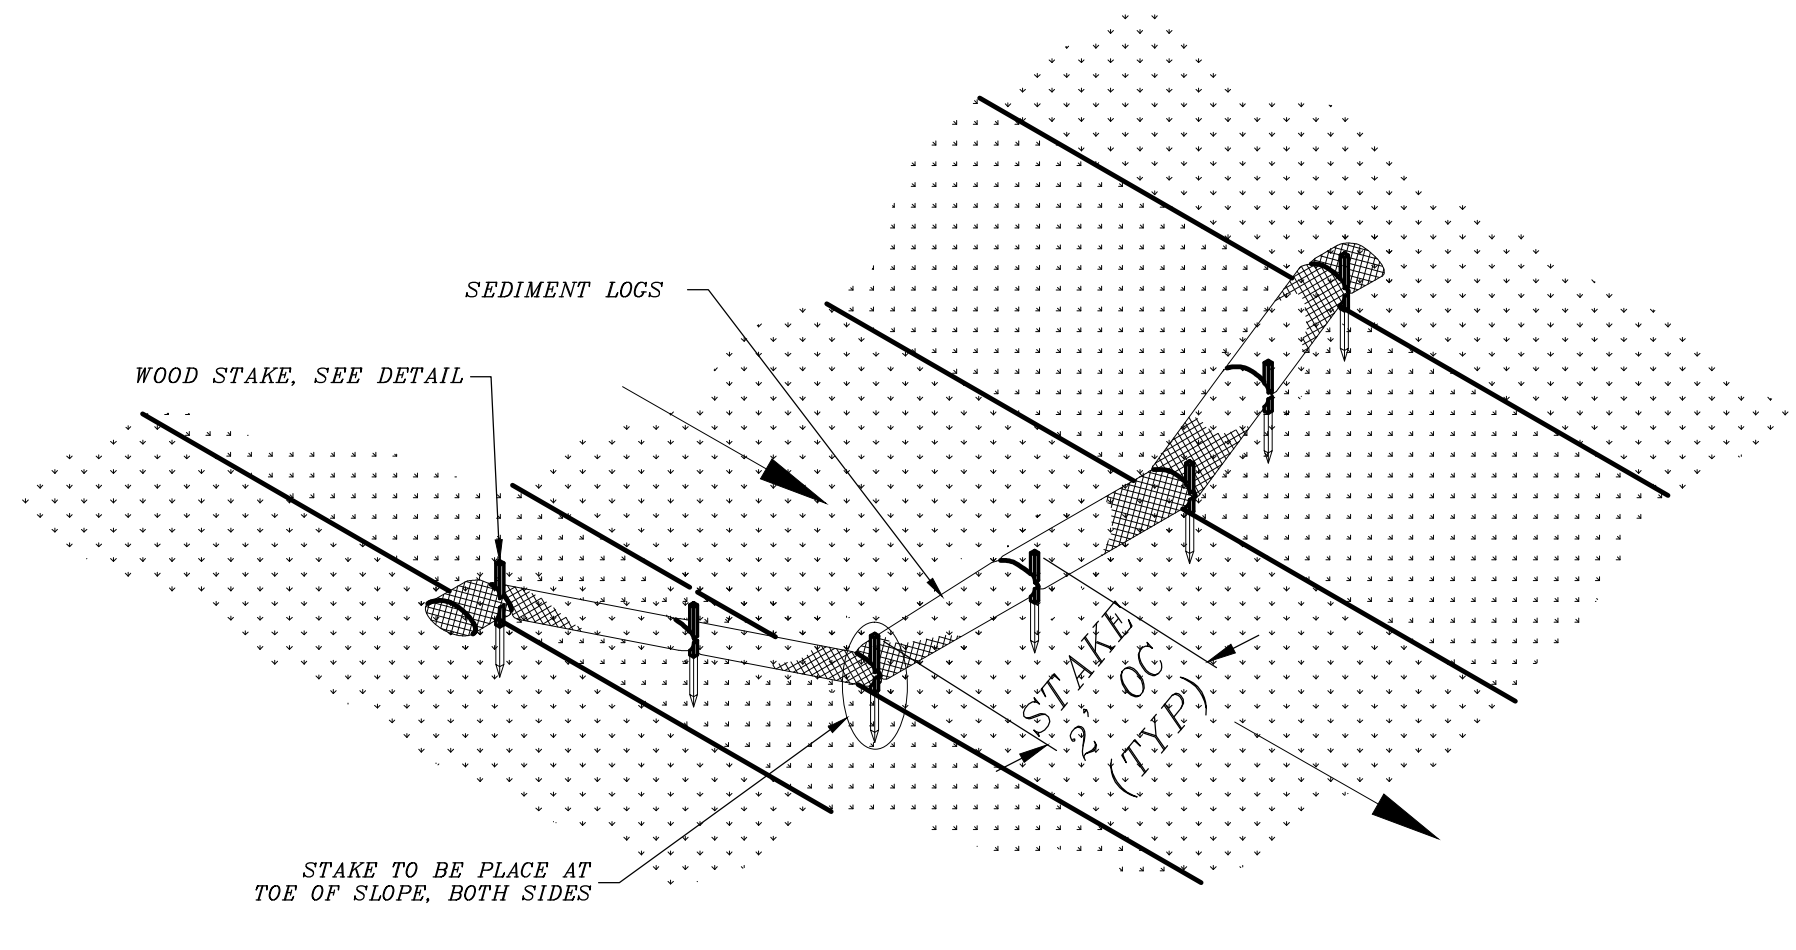 SEDIMENT LOGS
WOOD STAKE, SEE DETAIL
STAKE
2' OC
(TYP)
STAKE TO BE PLACE AT
TOE OF SLOPE, BOTH SIDES